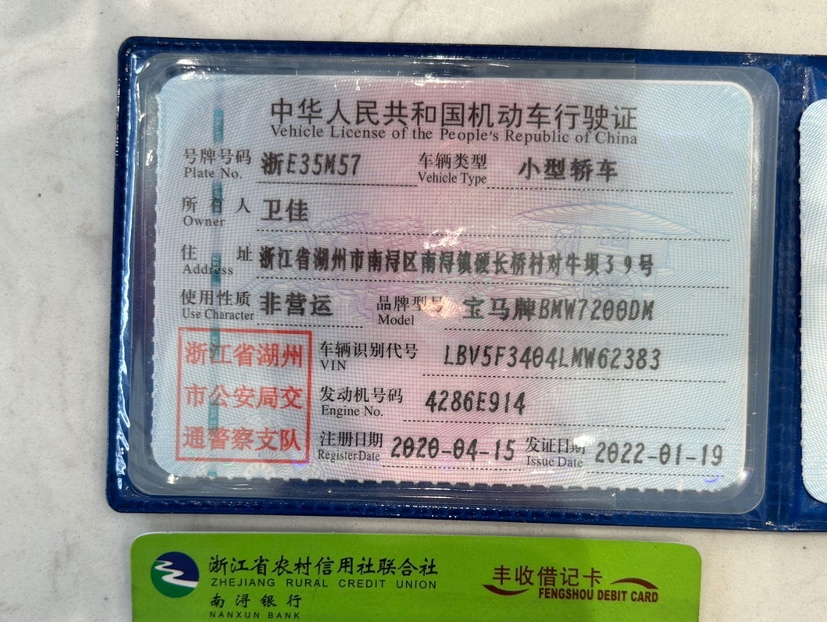 中华人民共和国机动车行驶证
Vehicle License of the People's Republic of China
号牌号码 浙E35M57 车辆类型 小型轿车
Plate No. Vehicle Type
所有人 卫佳
Owner
住址 浙江省湖州市南浔区南浔镇硬长桥村对牛坝39号
Address
使用性质 非营运 品牌型号 宝马牌BMW7200DM
Use Character Model
浙江省湖州
市公安局交
通警察支队
车辆识别代号 LBV5F3404LMW62383
VIN
发动机号码 4286E914
Engine No.
注册日期 2020-04-15 发证日期 2022-01-19
Register Date Issue Date
浙江省农村信用社联合社
ZHEJIANG RURAL CREDIT UNION
南浔银行
NANXUN BANK
丰收借记卡
FENGSHOU DEBIT CARD